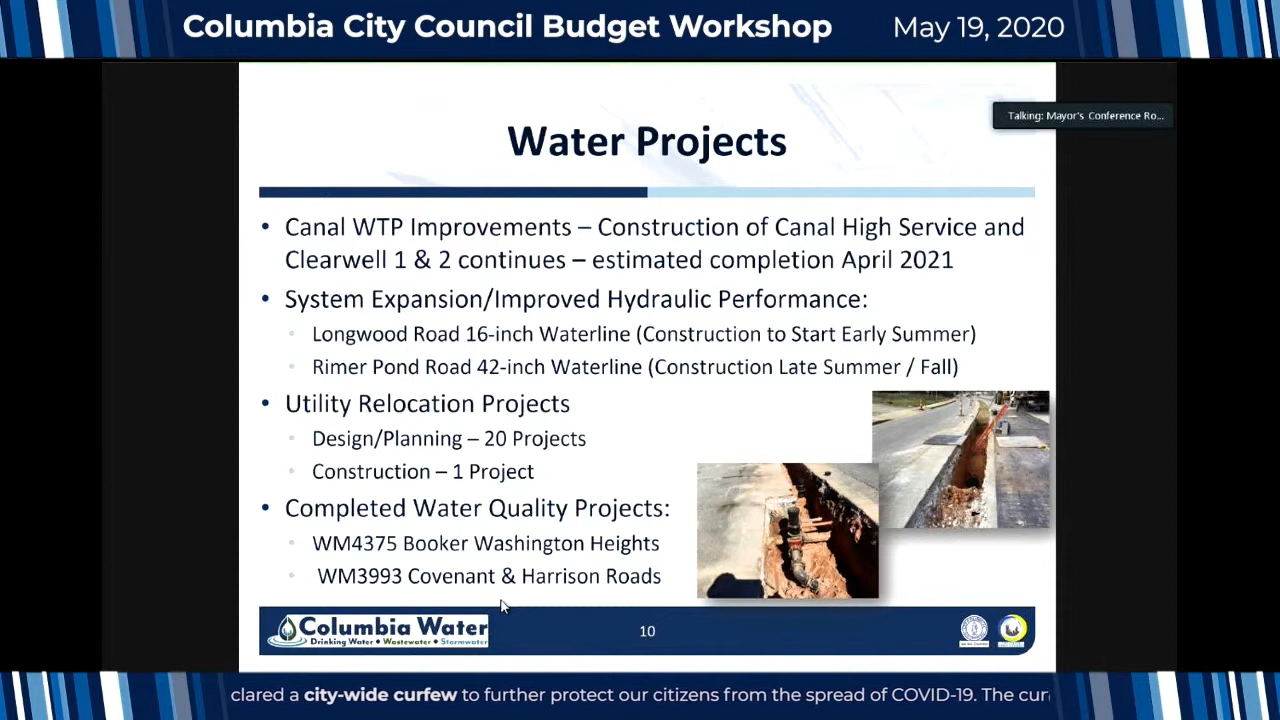 Columbia City Council Budget Workshop May 19, 2020
Talking: Mayor's Conference Ro...
Water Projects
• Canal WTP Improvements – Construction of Canal High Service and
Clearwell 1 & 2 continues – estimated completion April 2021
• System Expansion/Improved Hydraulic Performance:
Longwood Road 16-inch Waterline (Construction to Start Early Summer)
Rimer Pond Road 42-inch Waterline (Construction Late Summer / Fall)
• Utility Relocation Projects
Design/Planning – 20 Projects
Construction – 1 Project
• Completed Water Quality Projects:
WM4375 Booker Washington Heights
WM3993 Covenant & Harrison Roads
Columbia Water
Drinking Water • Wastewater • Stormwater
10
clared a city-wide curfew to further protect our citizens from the spread of COVID-19. The cur